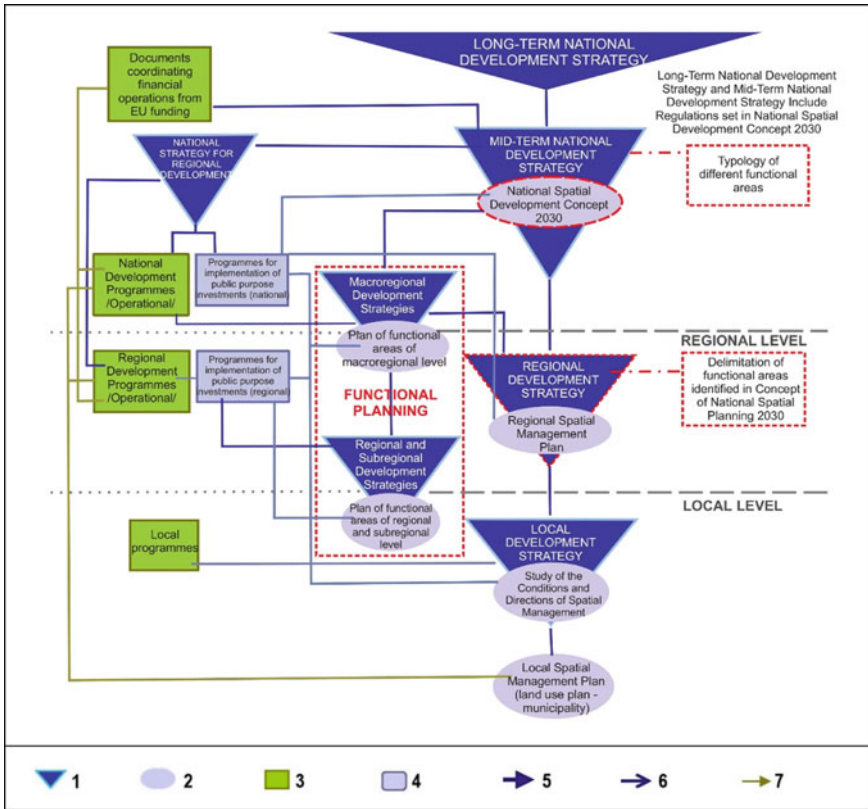 LONG-TERM NATIONAL
DEVELOPMENT STRATEGY
Documents
coordinating
financial
operations from
EU funding
Long-Term National Development
Strategy and Mid-Term National
Development Strategy Include
Regulations set in National Spatial
Development Concept 2030
NATIONAL
STRATEGY FOR
REGIONAL
DEVELOPMENT
MID-TERM NATIONAL
DEVELOPMENT
STRATEGY
Typology of
different functional
areas
National Spatial
Development Concept
2030
National
Development
Programmes
/Operational/
Programmes for
implementation of
public purpose
investments (national)
Macroregional
Development
Strategies
Plan of functional
areas of
macroregional level
REGIONAL LEVEL
Regional
Development
Programmes
/Operational/
Programmes for
implementation of
public purpose
investments (regional)
FUNCTIONAL
PLANNING
REGIONAL
DEVELOPMENT
STRATEGY
Delimitation of
functional areas
identified in Concept
of National Spatial
Planning 2030
Regional Spatial
Management
Plan
Regional and
Subregional
Development
Strategies
Plan of functional
areas of regional
and subregional
level
LOCAL LEVEL
Local
programmes
LOCAL
DEVELOPMENT
STRATEGY
Study of the
Conditions and
Directions of Spatial
Management
Local Spatial
Management Plan
(land use plan -
municipality)
1 2 3 4 5 6 7